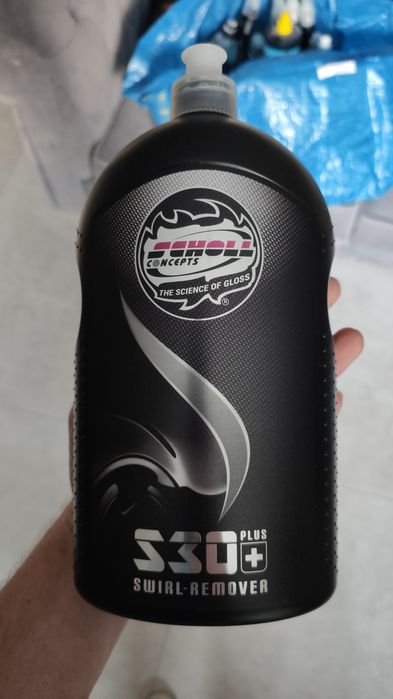 SCHOLL
CONCEPTS
THE SCIENCE OF GLOSS
®
S30 PLUS
SWIRL-REMOVER